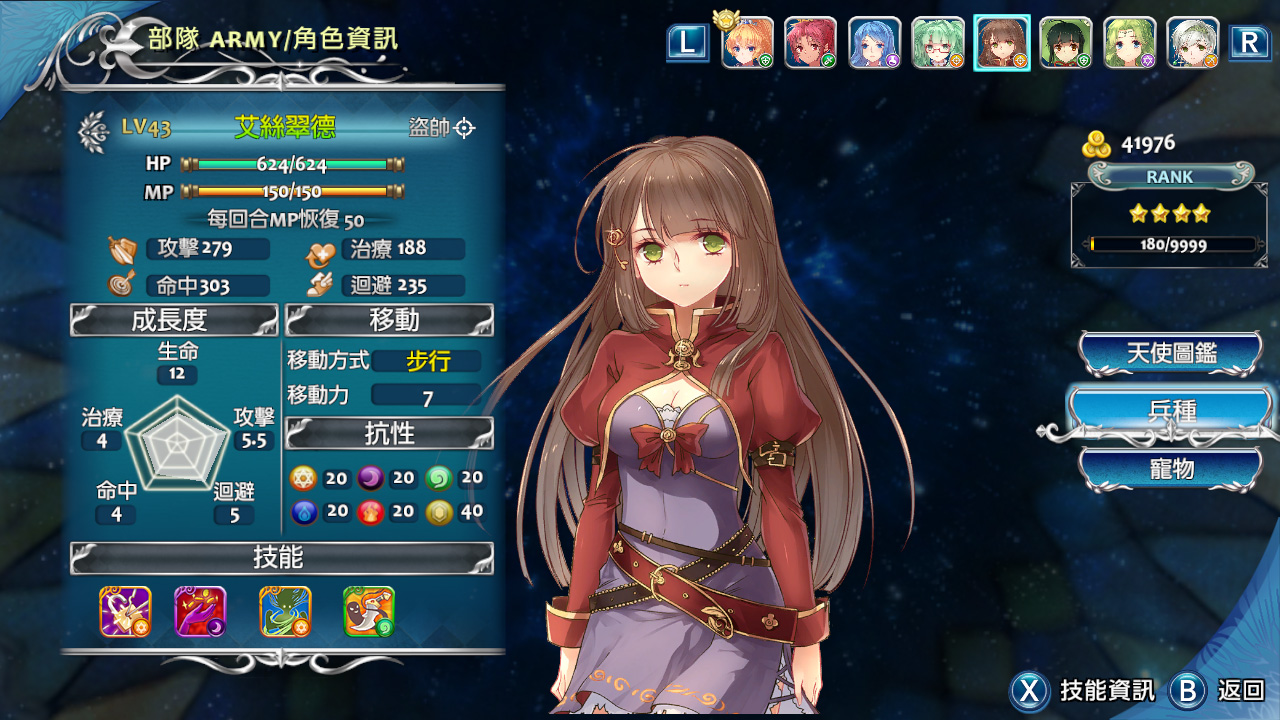 部隊 ARMY/角色資訊
L
R
LV43 艾絲翠德 盜帥
HP 624/624
MP 150/150
每回合MP恢復 50
攻擊 279 治療 188
命中 303 迴避 235
成長度 移動
生命
12
治療
4
攻擊
5.5
命中
4
迴避
5
移動方式 步行
移動力 7
抗性
20 20 20
20 20 40
技能
41976
RANK
180/9999
天使圖鑑
兵種
寵物
X 技能資訊 B 返回